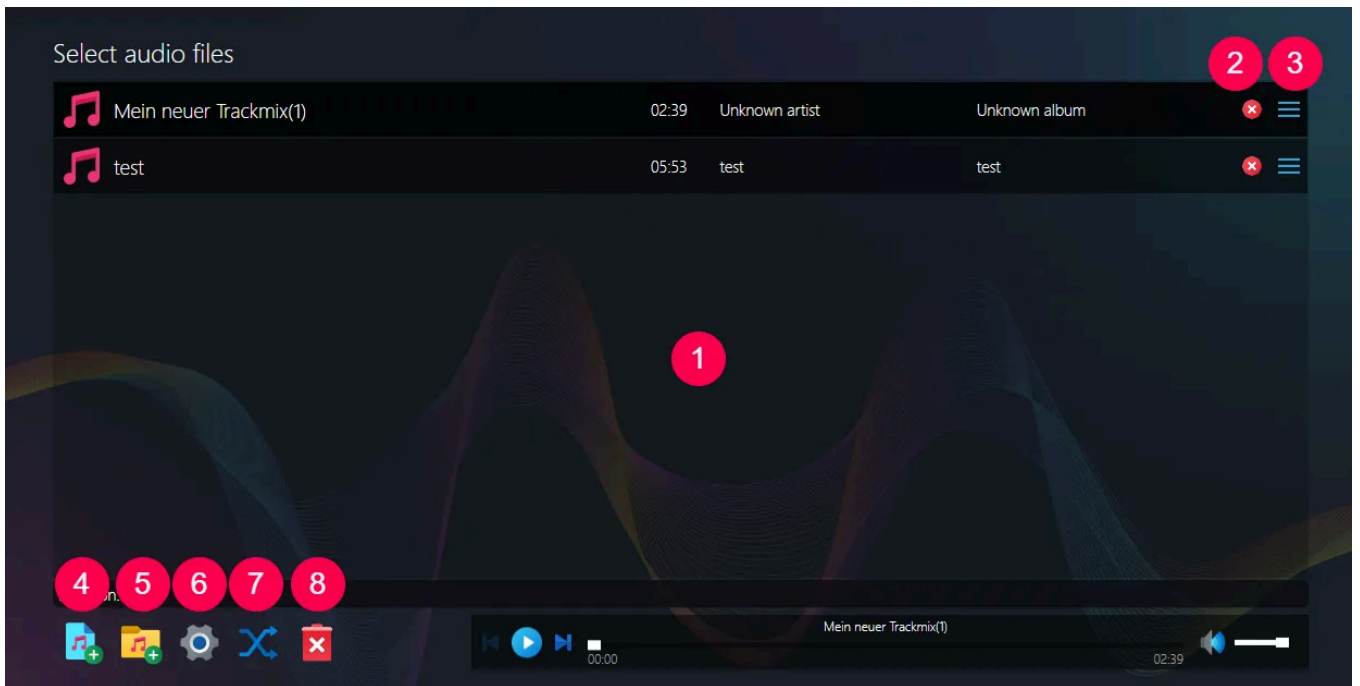 Select audio files
2 3
Mein neuer Trackmix(1) 02:39 Unknown artist Unknown album
test 05:53 test test
1
4 5 6 7 8
Mein neuer Trackmix(1)
00:00 02:39